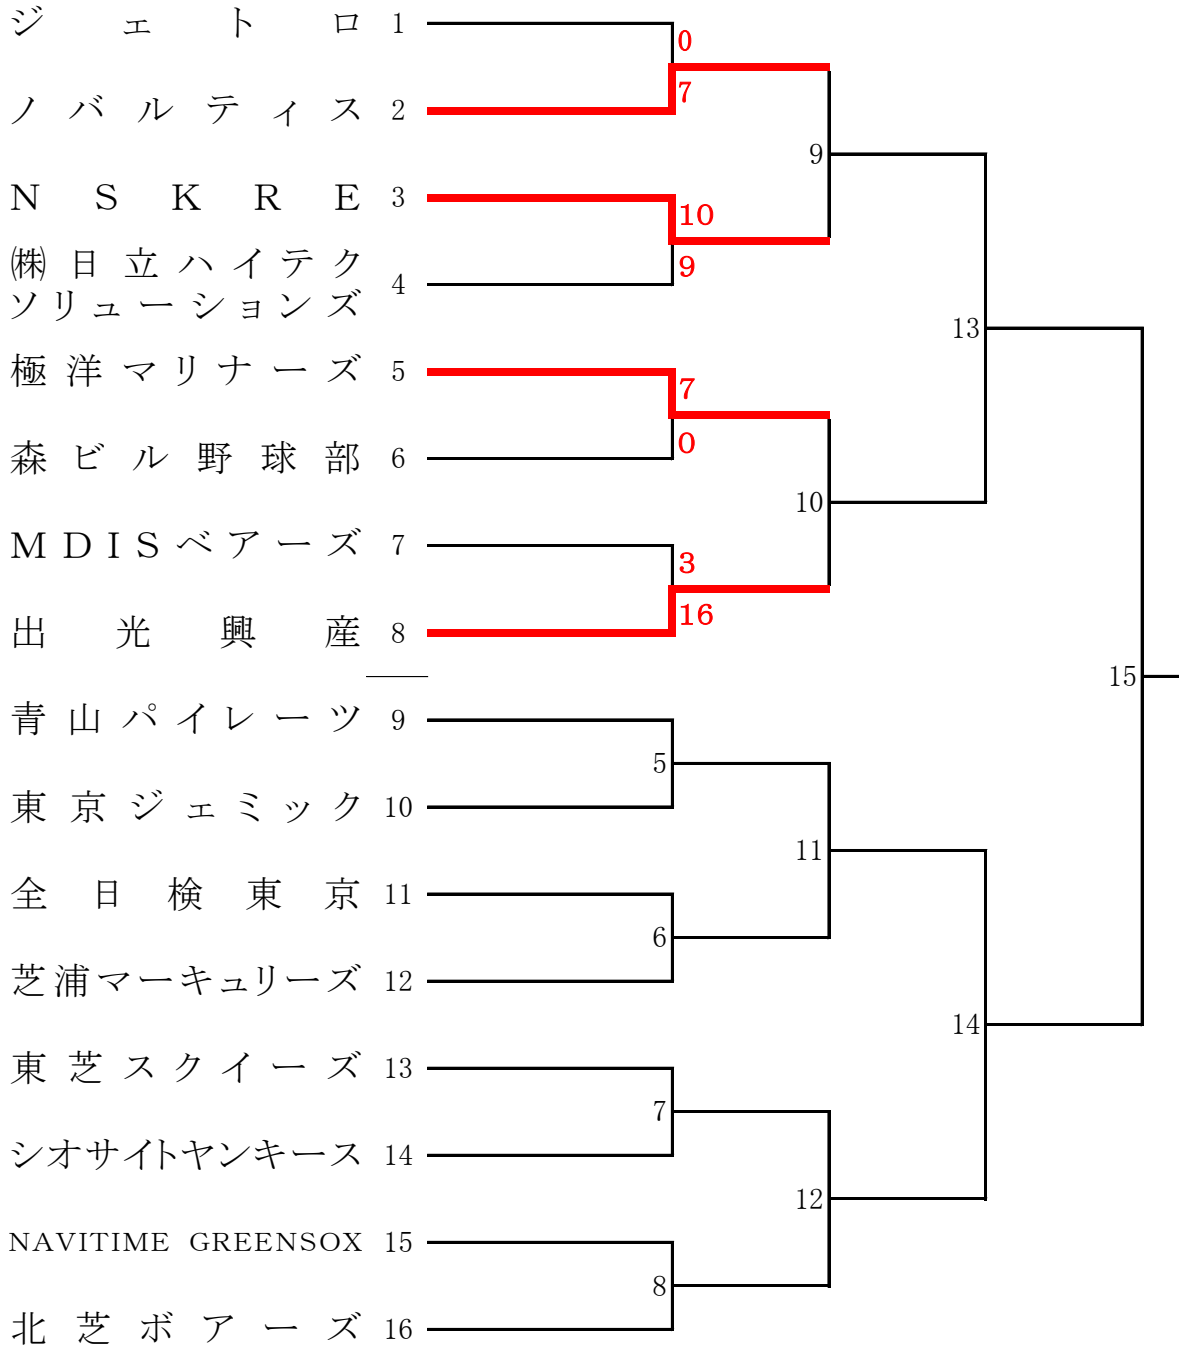 ジェトロ 1
0
7
ノバルティス 2
9
NSKRE 3
10
9
㈱日立ハイテク
ソリューションズ 4
13
極洋マリナーズ 5
7
0
森ビル野球部 6
10
MDISベアーズ 7
3
16
出光興産 8
15
青山パイレーツ 9
5
東京ジェミック 10
11
全日検東京 11
6
芝浦マーキュリーズ 12
14
東芝スクイーズ 13
7
シオサイトヤンキース 14
12
NAVITIME GREENSOX 15
8
北芝ボアーズ 16